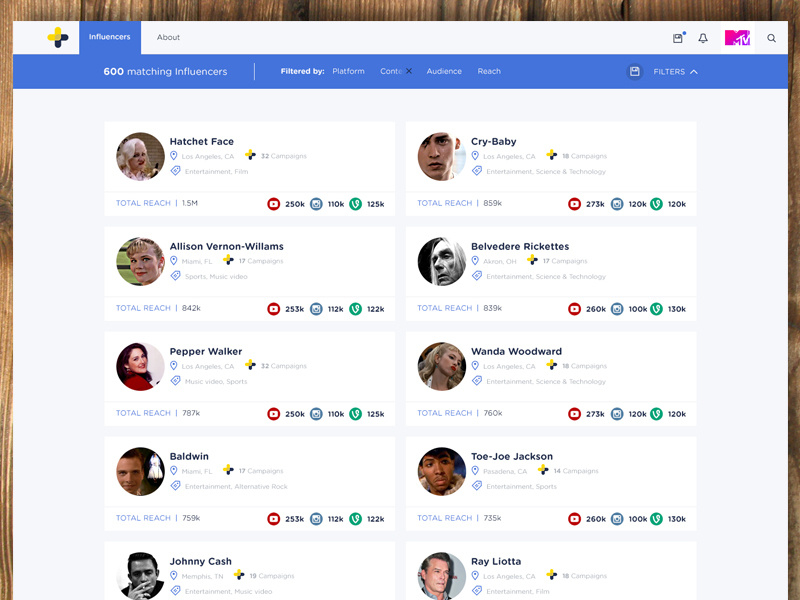 Influencers
About
MTV
600 matching Influencers
Filtered by: Platform Conte Audience Reach
FILTERS
Hatchet Face
Los Angeles, CA 32 Campaigns
Entertainment, Film
TOTAL REACH | 1.5M 250k 110k 125k
Cry-Baby
Los Angeles, CA 18 Campaigns
Entertainment, Science & Technology
TOTAL REACH | 859k 273k 120k 120k
Allison Vernon-Willams
Miami, FL. 17 Campaigns
Sports, Music video
TOTAL REACH | 842k 253k 112k 122k
Belvedere Rickettes
Akron, OH 17 Campaigns
Entertainment, Science & Technology
TOTAL REACH | 839k 260k 100k 130k
Pepper Walker
Los Angeles, CA 32 Campaigns
Music video, Sports
TOTAL REACH | 787k 250k 110k 125k
Wanda Woodward
Los Angeles, CA 18 Campaigns
Entertainment, Science & Technology
TOTAL REACH | 760k 273k 120k 120k
Baldwin
Miami, FL. 17 Campaigns
Entertainment, Alternative Rock
TOTAL REACH | 759k 253k 112k 122k
Toe-Joe Jackson
Pasadena, CA 14 Campaigns
Entertainment, Sports
TOTAL REACH | 735k 260k 100k 130k
Johnny Cash
Memphis, TN 19 Campaigns
Entertainment, Music video
Ray Liotta
Los Angeles, CA 18 Campaigns
Entertainment, Film